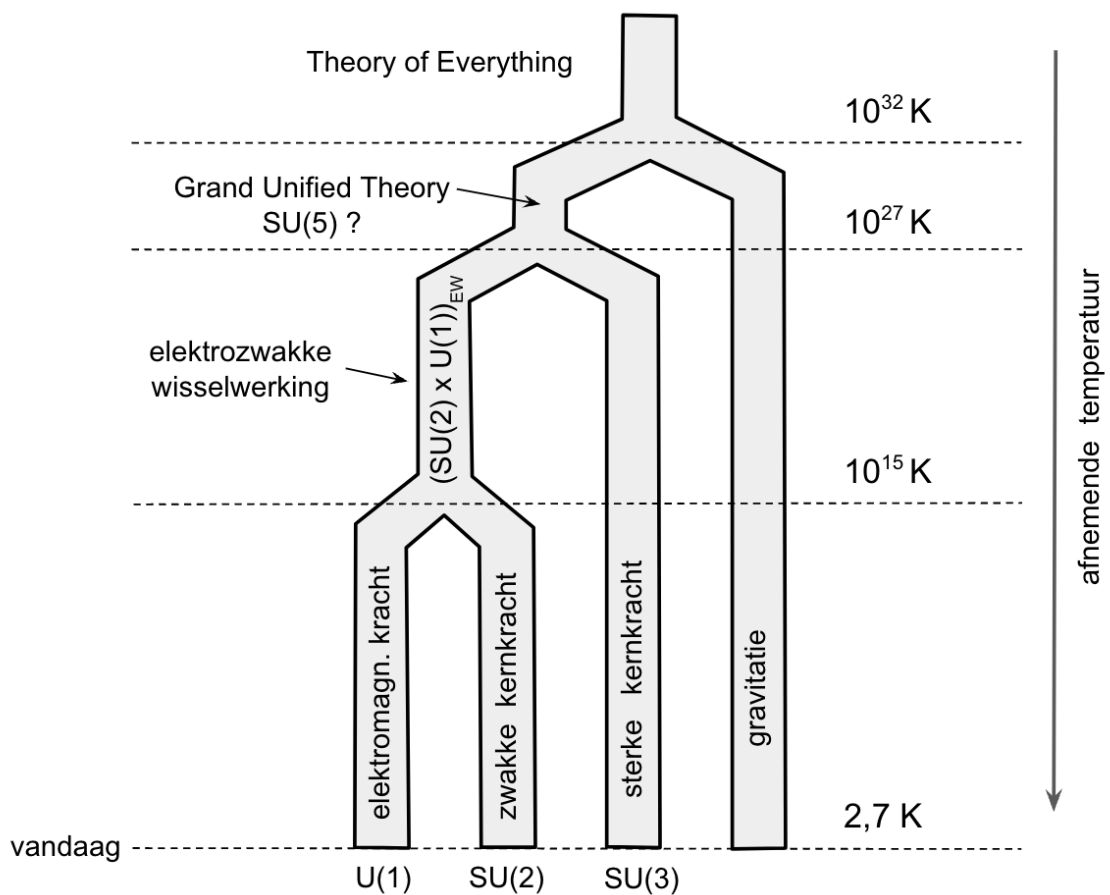 Theory of Everything
10³² K
Grand Unified Theory
SU(5) ?
10²⁷ K
(SU(2) x U(1))EW
elektrozwakke
wisselwerking
10¹⁵ K
afnemende temperatuur
elektromagn. kracht
zwakke kernkracht
sterke kernkracht
gravitatie
2,7 K
vandaag
U(1)
SU(2)
SU(3)